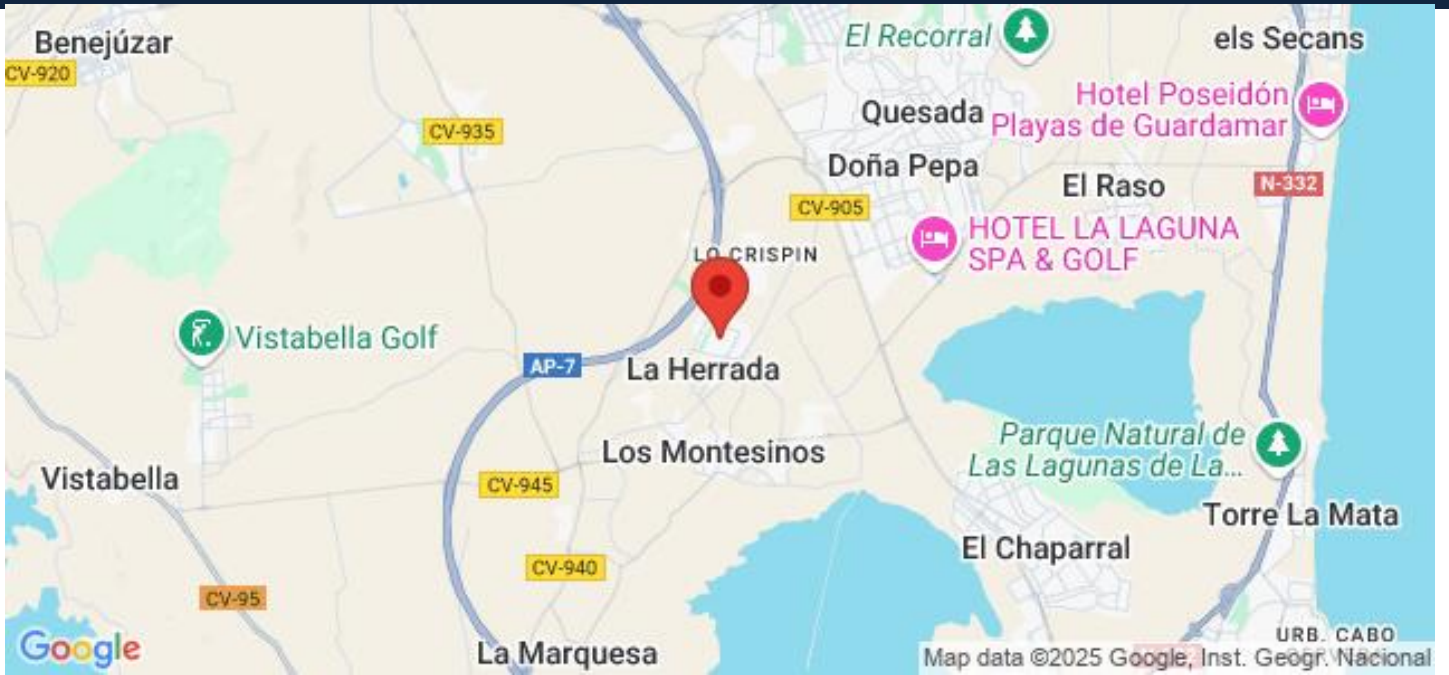 Benejúzar
CV-920
El Recorral
els Secans
Hotel Poseidón
Playas de Guardamar
Quesada
CV-935
Doña Pepa
El Raso
N-332
CV-905
HOTEL LA LAGUNA
SPA & GOLF
LO CRISPIN
Vistabella Golf
AP-7
La Herrada
Los Montesinos
Parque Natural de
Las Lagunas de La...
Vistabella
CV-945
Torre La Mata
El Chaparral
CV-940
CV-95
URB. CABO
Google
La Marquesa
Map data ©2025 Google, Inst. Geogr. Nacional